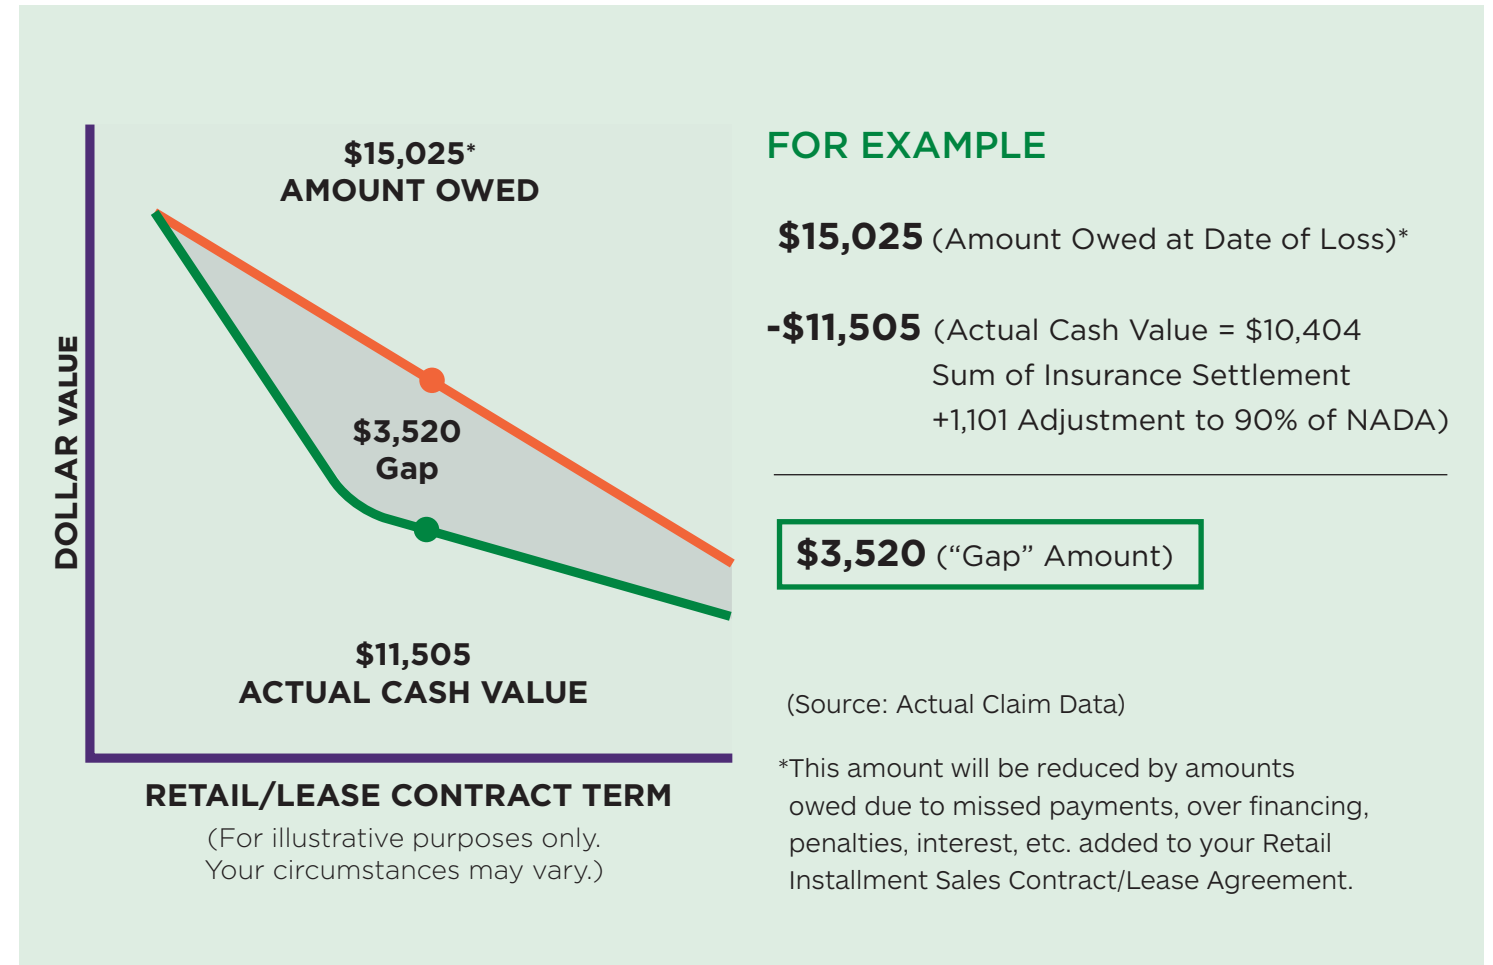 $15,025*
AMOUNT OWED
$3,520
Gap
$11,505
ACTUAL CASH VALUE
DOLLAR VALUE
RETAIL/LEASE CONTRACT TERM
(For illustrative purposes only.
Your circumstances may vary.)
FOR EXAMPLE
$15,025 (Amount Owed at Date of Loss)*
-$11,505 (Actual Cash Value = $10,404
Sum of Insurance Settlement
+1,101 Adjustment to 90% of NADA)
$3,520 (“Gap” Amount)
(Source: Actual Claim Data)
*This amount will be reduced by amounts
owed due to missed payments, over financing,
penalties, interest, etc. added to your Retail
Installment Sales Contract/Lease Agreement.